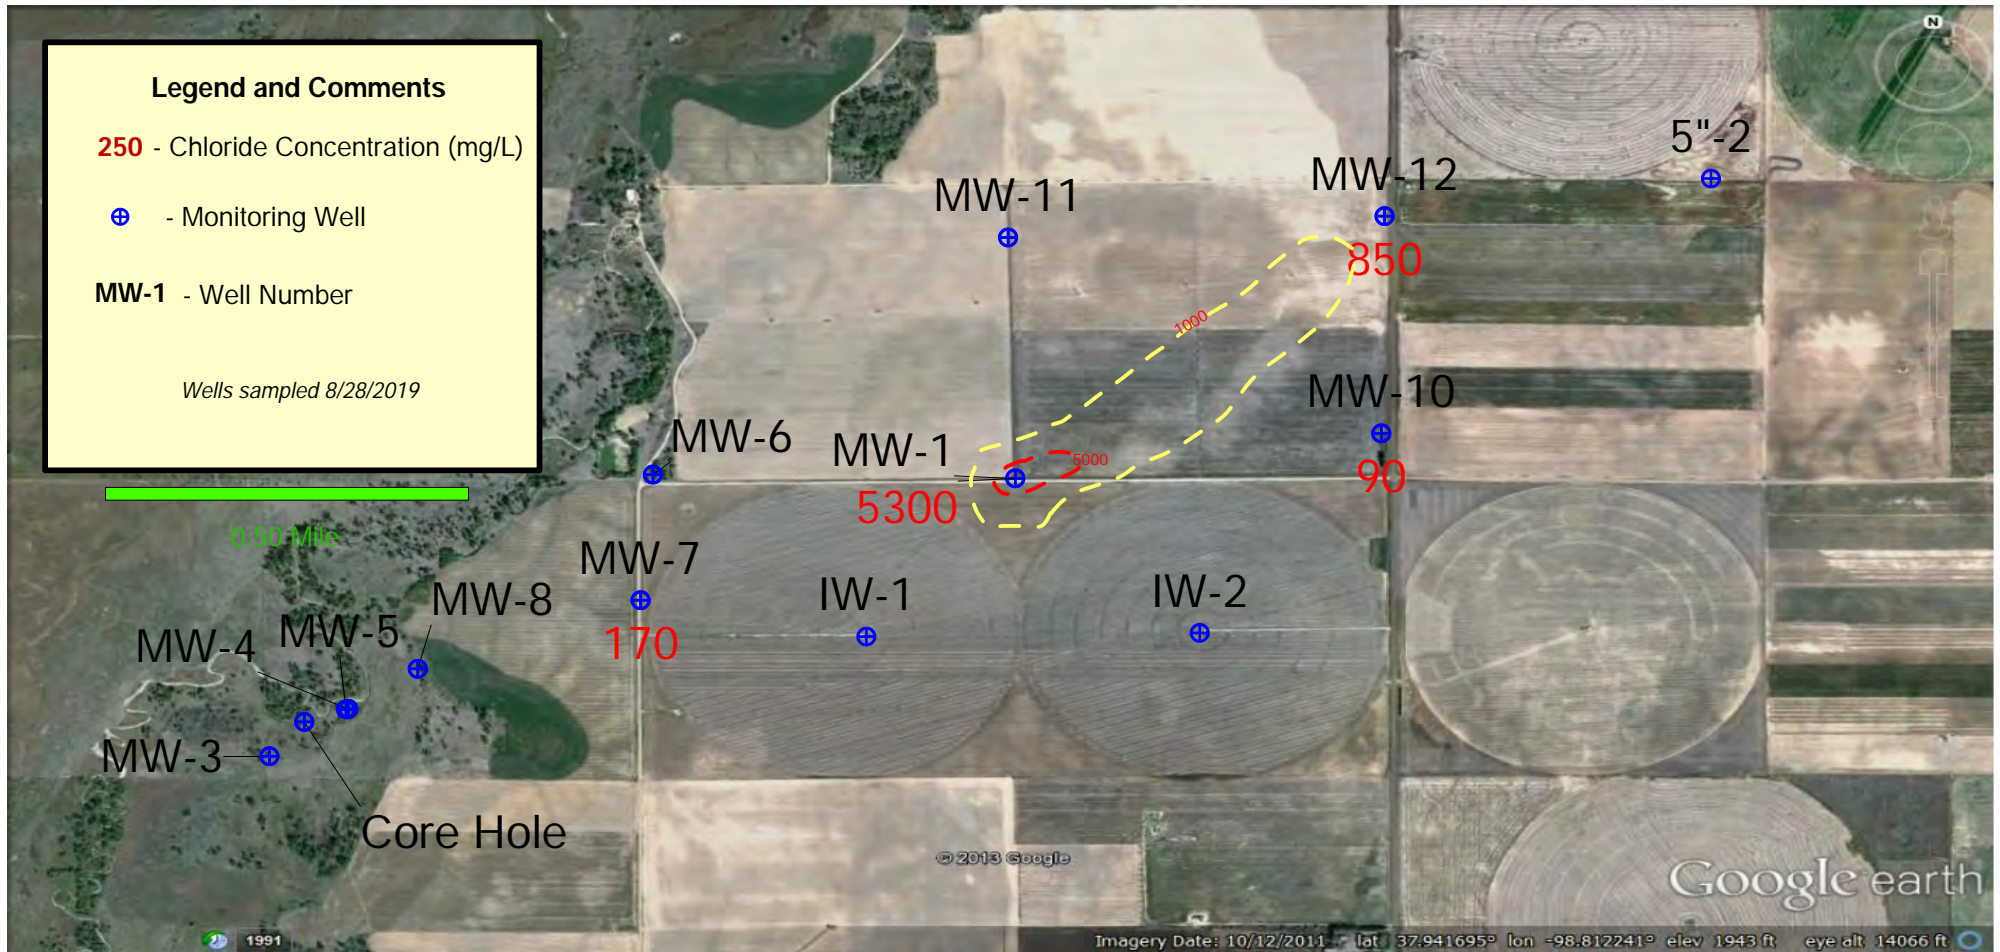 Legend and Comments
250 - Chloride Concentration (mg/L)
- Monitoring Well
MW-1 - Well Number
Wells sampled 8/28/2019
0.50 Mile
N
5"-2
MW-12
850
MW-11
1000
MW-10
90
MW-6
MW-1
5000
5300
MW-7
170
IW-1
IW-2
MW-8
MW-5
MW-4
MW-3
Core Hole
© 2013 Google
Google earth
1991
Imagery Date: 10/12/2011 lat 37.941695° lon -98.812241° elev 1943 ft eye alt 14066 ft